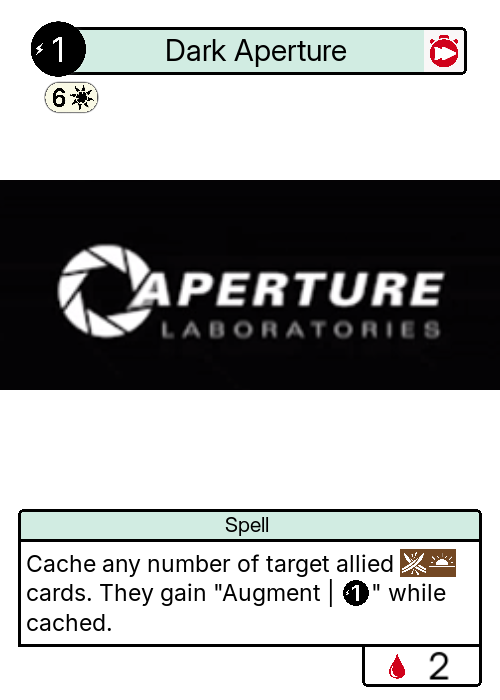 1
Dark Aperture
6
APERTURE
LABORATORIES
Spell
Cache any number of target allied
cards. They gain "Augment | 1" while
cached.
2